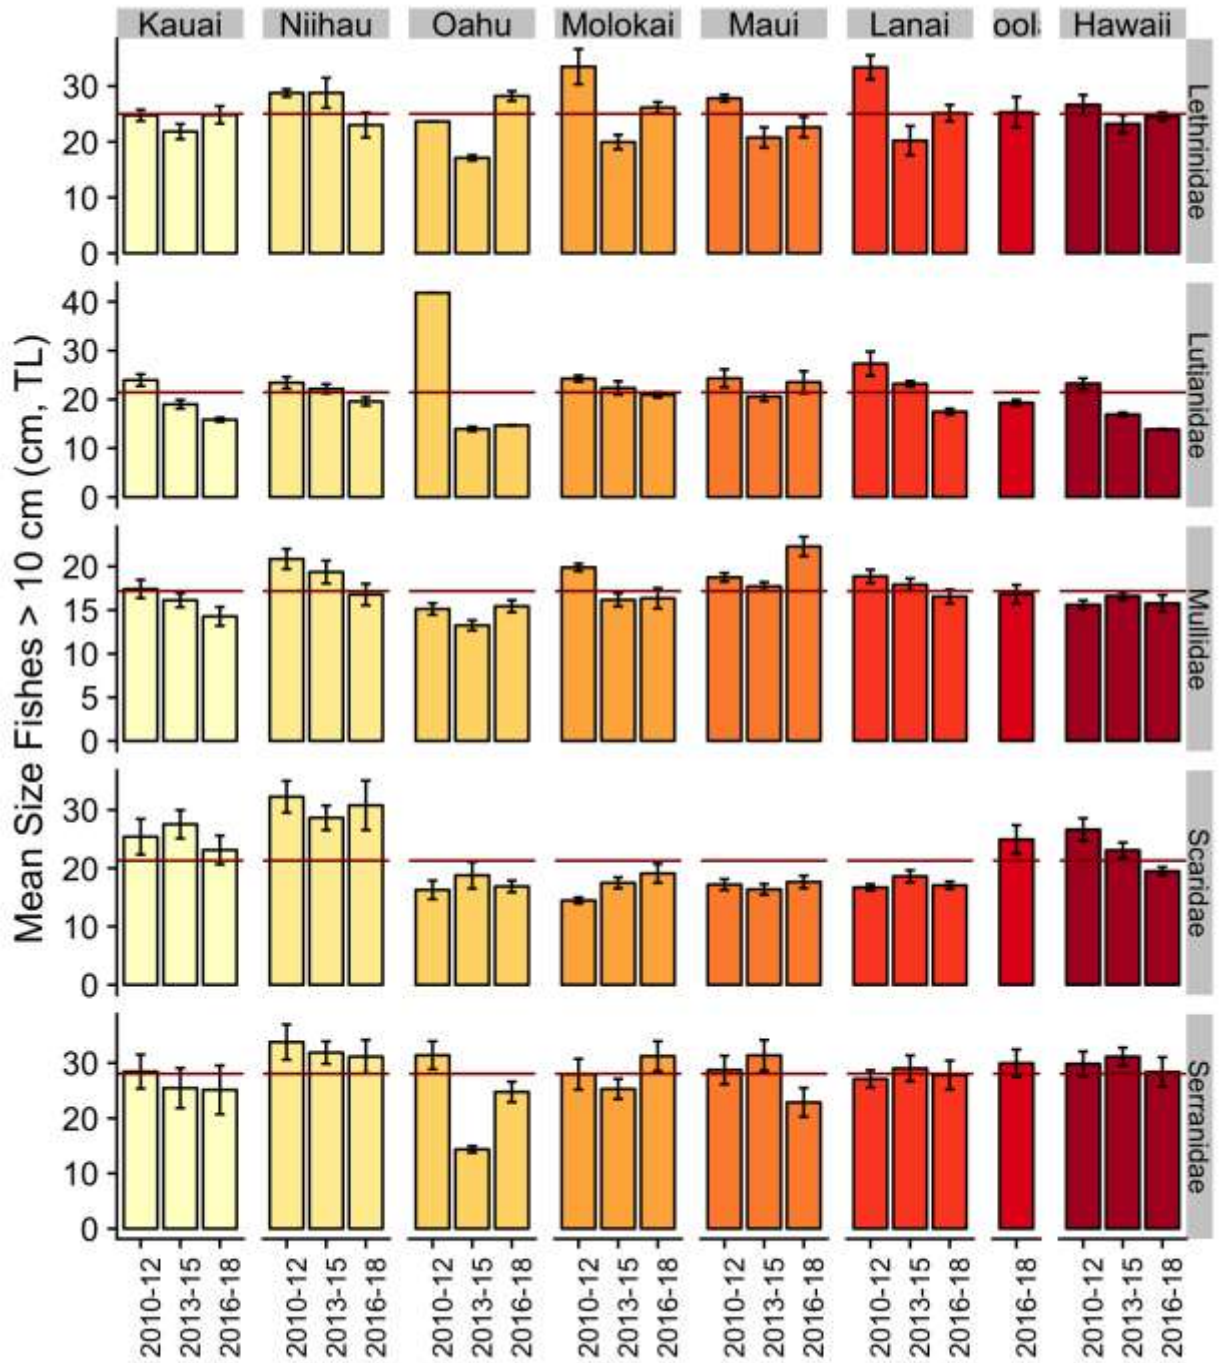 Kauai Niihau Oahu Molokai Maui Lanai oola Hawaii
Mean Size Fishes > 10 cm (cm, TL)
30
20
10
0
Lethrinidae
40
30
20
10
0
Lutjanidae
20
15
10
5
0
Mullidae
30
20
10
0
Scaridae
30
20
10
0
Serranidae
2010-12 2013-15 2016-18 2010-12 2013-15 2016-18 2010-12 2013-15 2016-18 2010-12 2013-15 2016-18 2010-12 2013-15 2016-18 2010-12 2013-15 2016-18 2016-18 2010-12 2013-15 2016-18